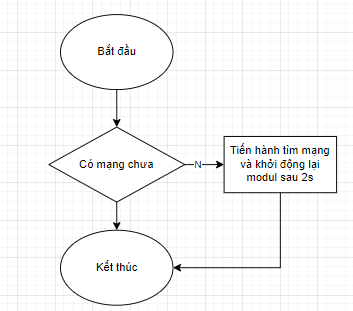 Bắt đầu
Có mạng chưa
N
Tiến hành tìm mạng
và khởi động lại
modul sau 2s
Kết thúc